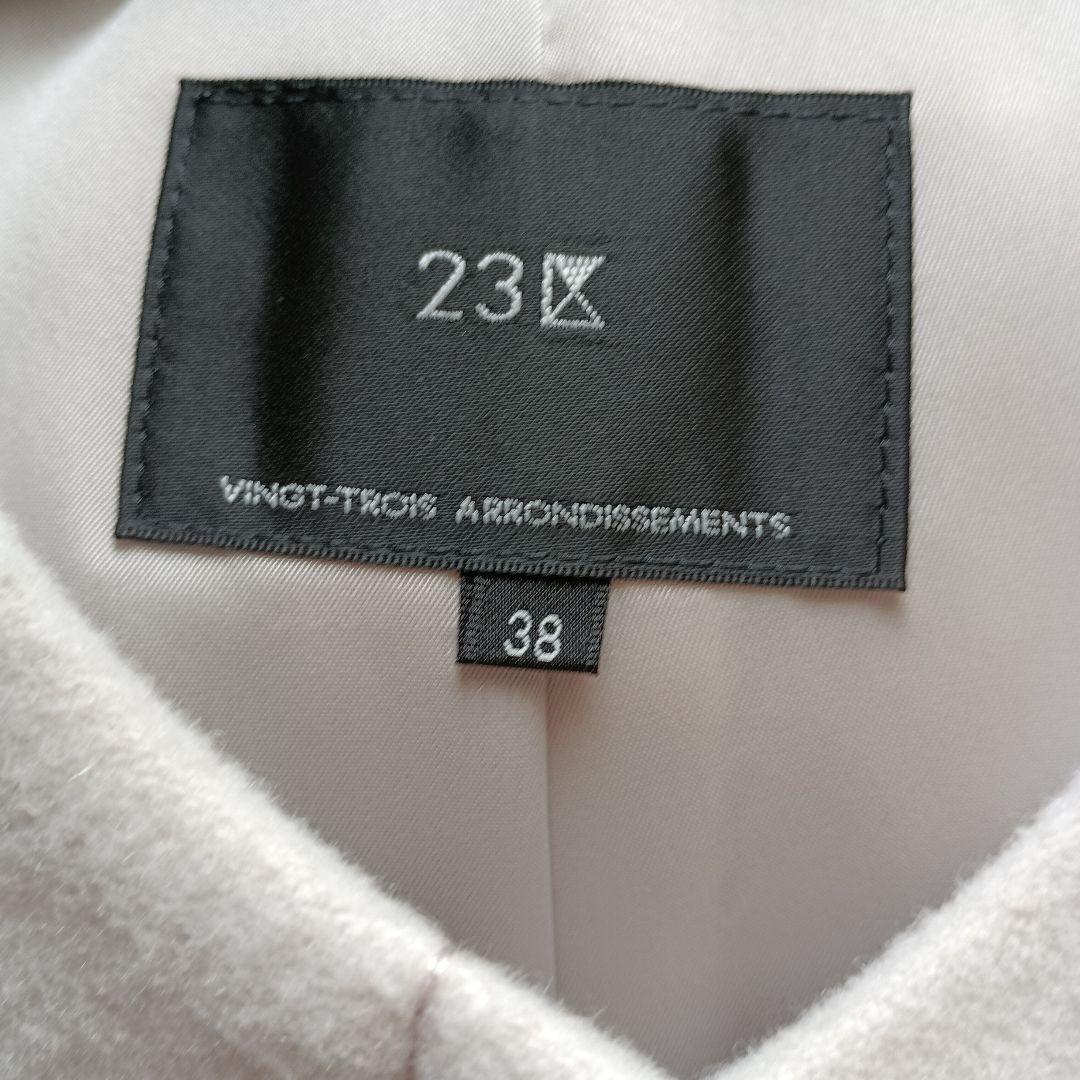 23区
VINGT-TROIS ARRONDISSEMENTS
38